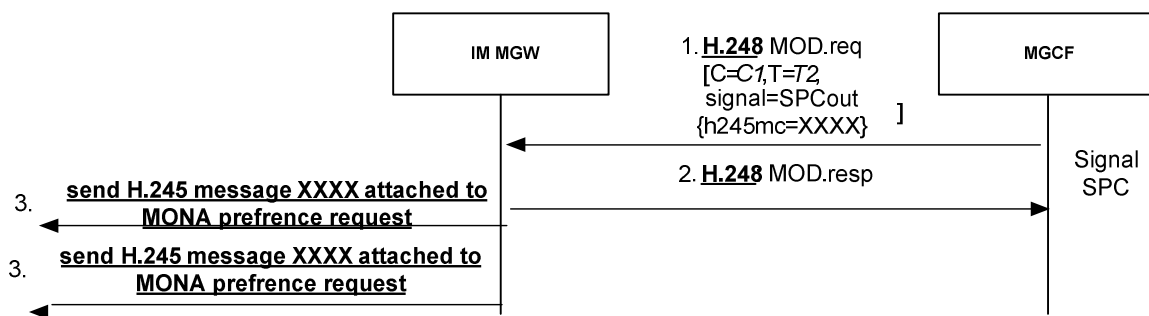 IM MGW
MGCF
1. H.248 MOD.req
[C=C1,T=T2,
signal=SPCout
{h245mc=XXXX} ]
2. H.248 MOD.resp
Signal
SPC
3. send H.245 message XXXX attached to
MONA prefrence request
3. send H.245 message XXXX attached to
MONA prefrence request